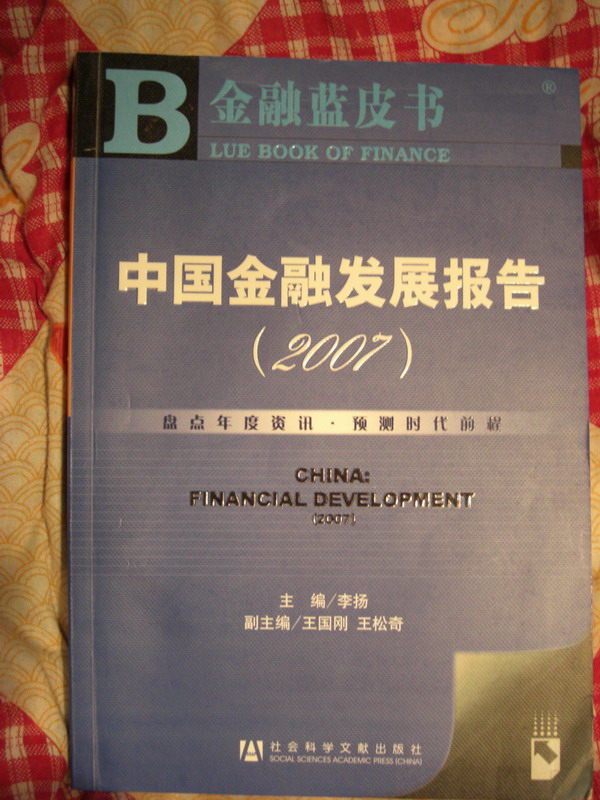 B 金融蓝皮书
LUE BOOK OF FINANCE
®
中国金融发展报告
(2007)
盘点年度资讯·预测时代前程
CHINA:
FINANCIAL DEVELOPMENT
(2007)
主 编/李扬
副主编/王国刚 王松奇
社会科学文献出版社
SOCIAL SCIENCES ACADEMIC PRESS (CHINA)